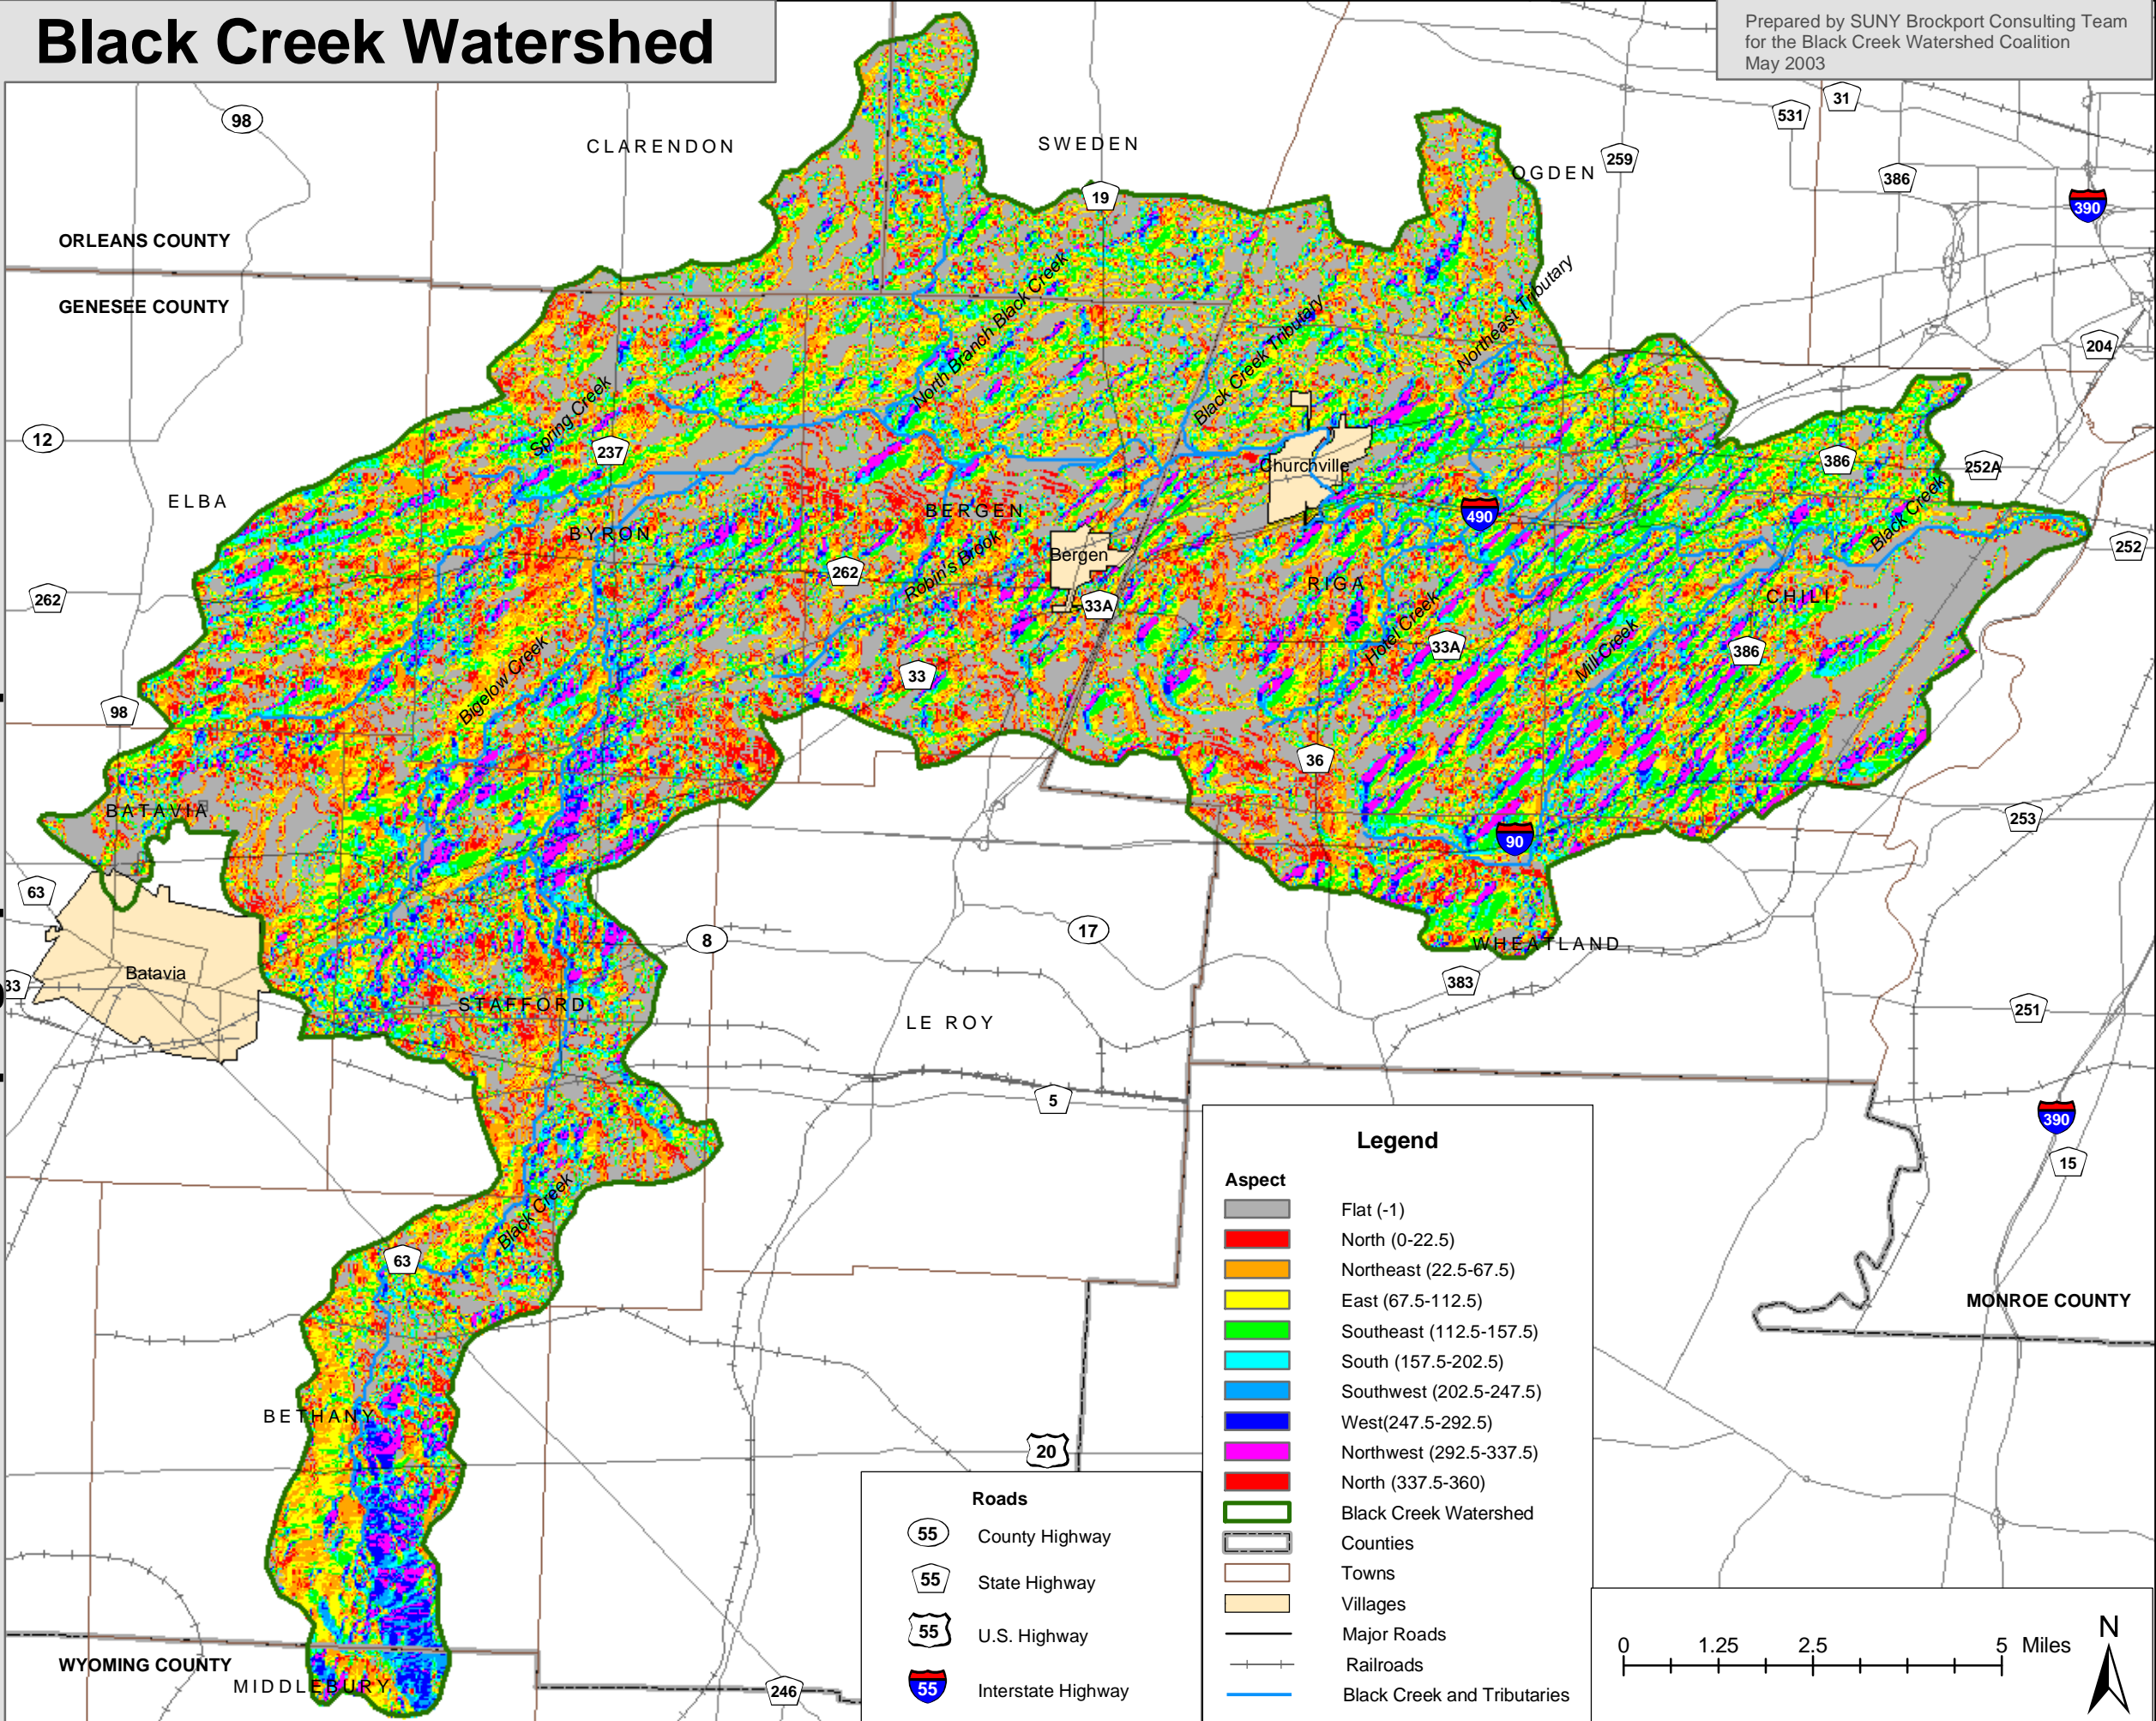 Black Creek Watershed
Prepared by SUNY Brockport Consulting Team
for the Black Creek Watershed Coalition
May 2003
98
CLARENDON
SWEDEN
19
OGDEN
259
531
31
386
390
ORLEANS COUNTY
GENESEE COUNTY
204
North Branch Black Creek
Black Creek Tributary
Northeast Tributary
Spring Creek
12
237
Churchville
386
252A
ELBA
BYRON
BERGEN
490
Black Creek
252
262
262
Robin's Brook
Bergen
33A
RIGA
CHILI
Hotel Creek
33A
Mill Creek
386
Bigelow Creek
33
98
36
BATAVIA
90
253
63
8
17
WHEATLAND
Batavia
33
383
STAFFORD
LE ROY
251
5
390
15
Black Creek
63
MONROE COUNTY
BETHANY
20
WYOMING COUNTY
MIDDLEBURY
246
Roads
55 County Highway
55 State Highway
55 U.S. Highway
55 Interstate Highway
Legend
Aspect
Flat (-1)
North (0-22.5)
Northeast (22.5-67.5)
East (67.5-112.5)
Southeast (112.5-157.5)
South (157.5-202.5)
Southwest (202.5-247.5)
West(247.5-292.5)
Northwest (292.5-337.5)
North (337.5-360)
Black Creek Watershed
Counties
Towns
Villages
Major Roads
Railroads
Black Creek and Tributaries
0 1.25 2.5 5 Miles
N